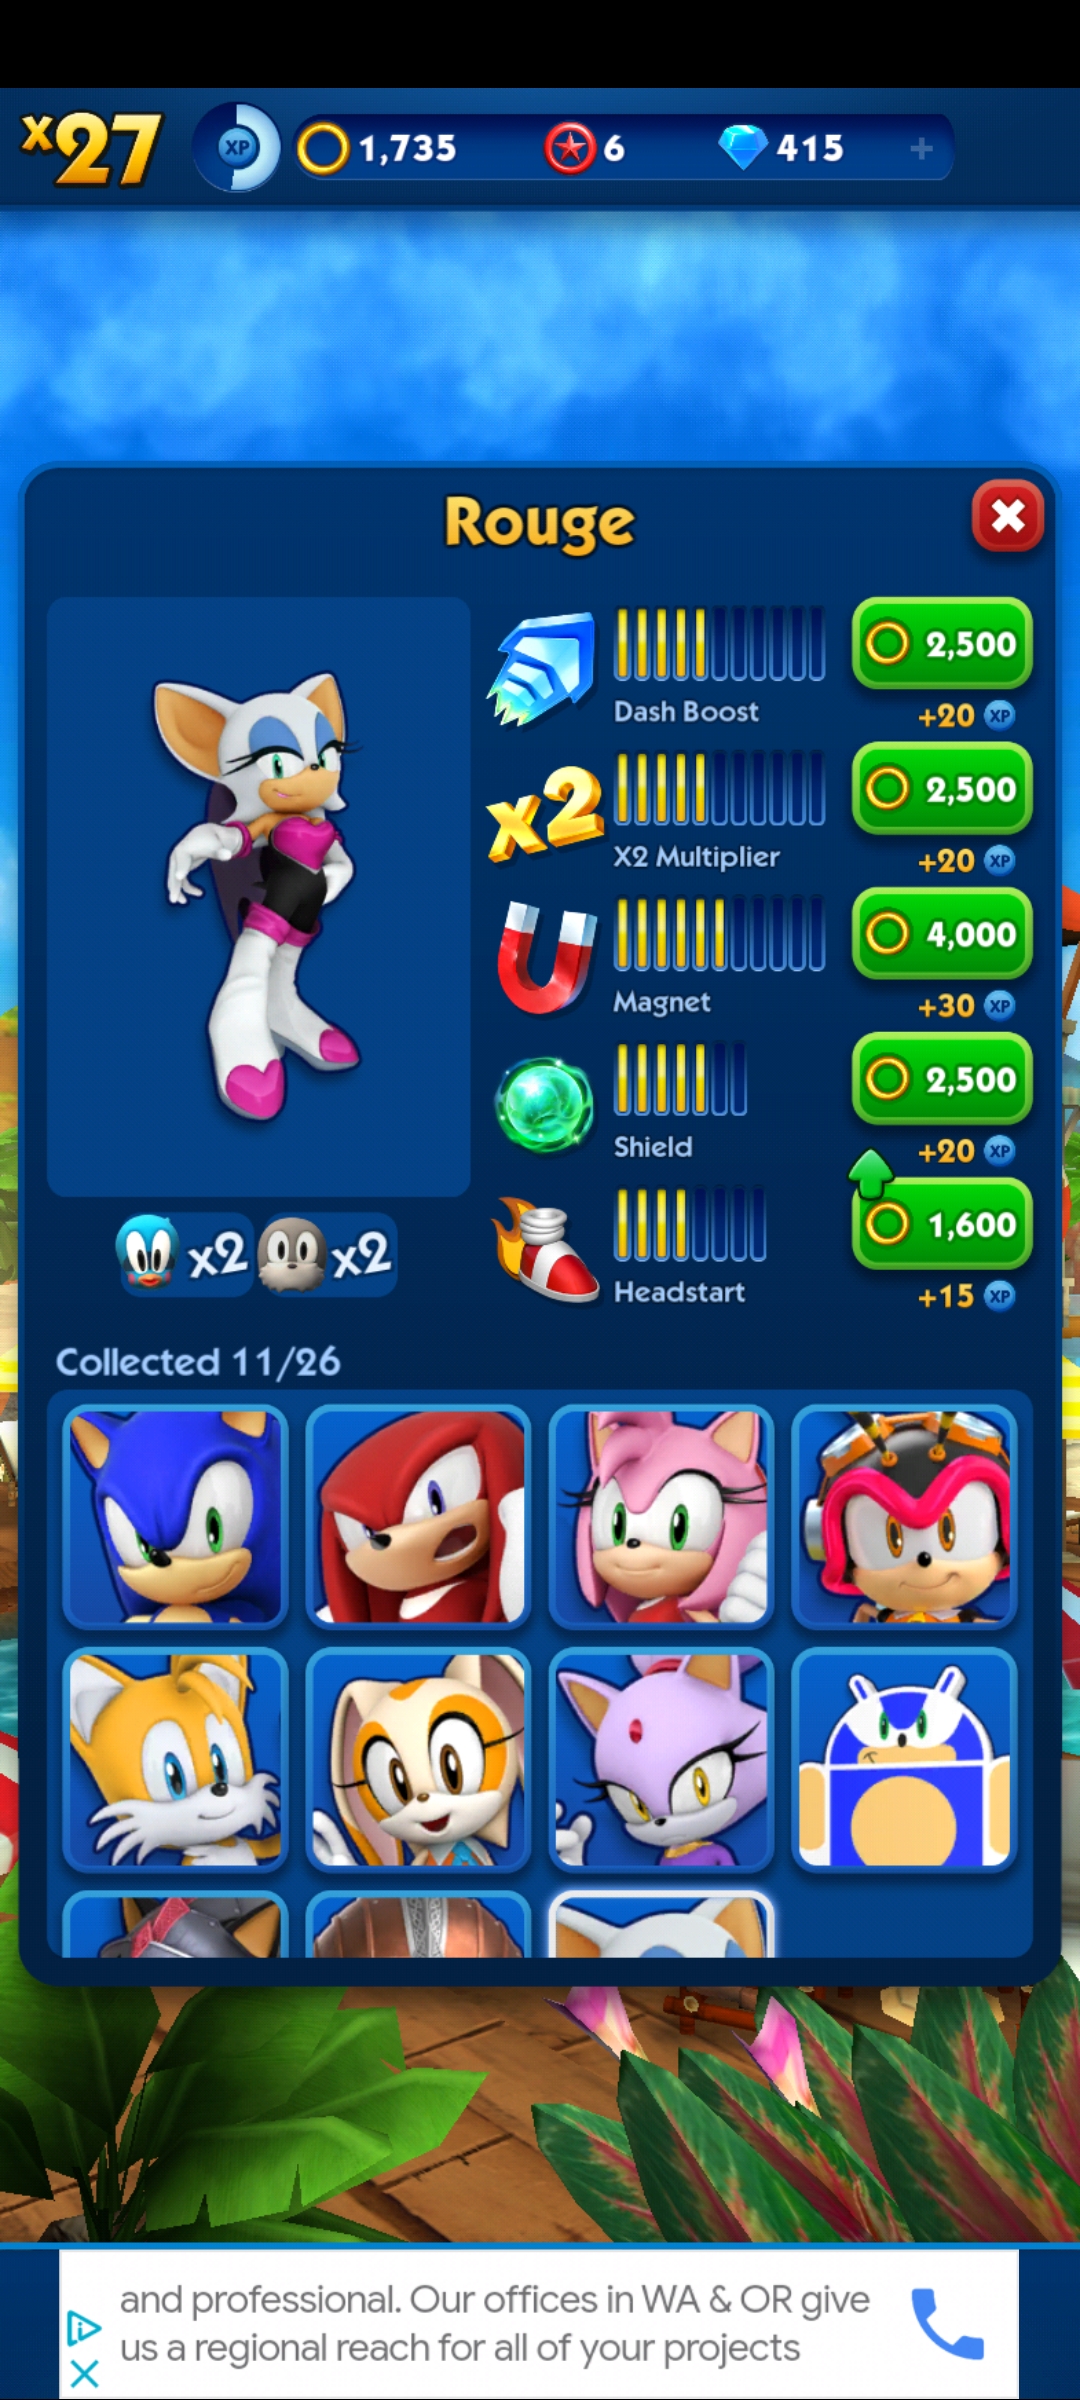 x27 XP 1,735 6 415 +
Rouge
2,500
Dash Boost
+20 XP
x2
2,500
X2 Multiplier
+20 XP
4,000
Magnet
+30 XP
2,500
Shield
+20 XP
x2 x2
1,600
Headstart
+15 XP
Collected 11/26
and professional. Our offices in WA & OR give
us a regional reach for all of your projects